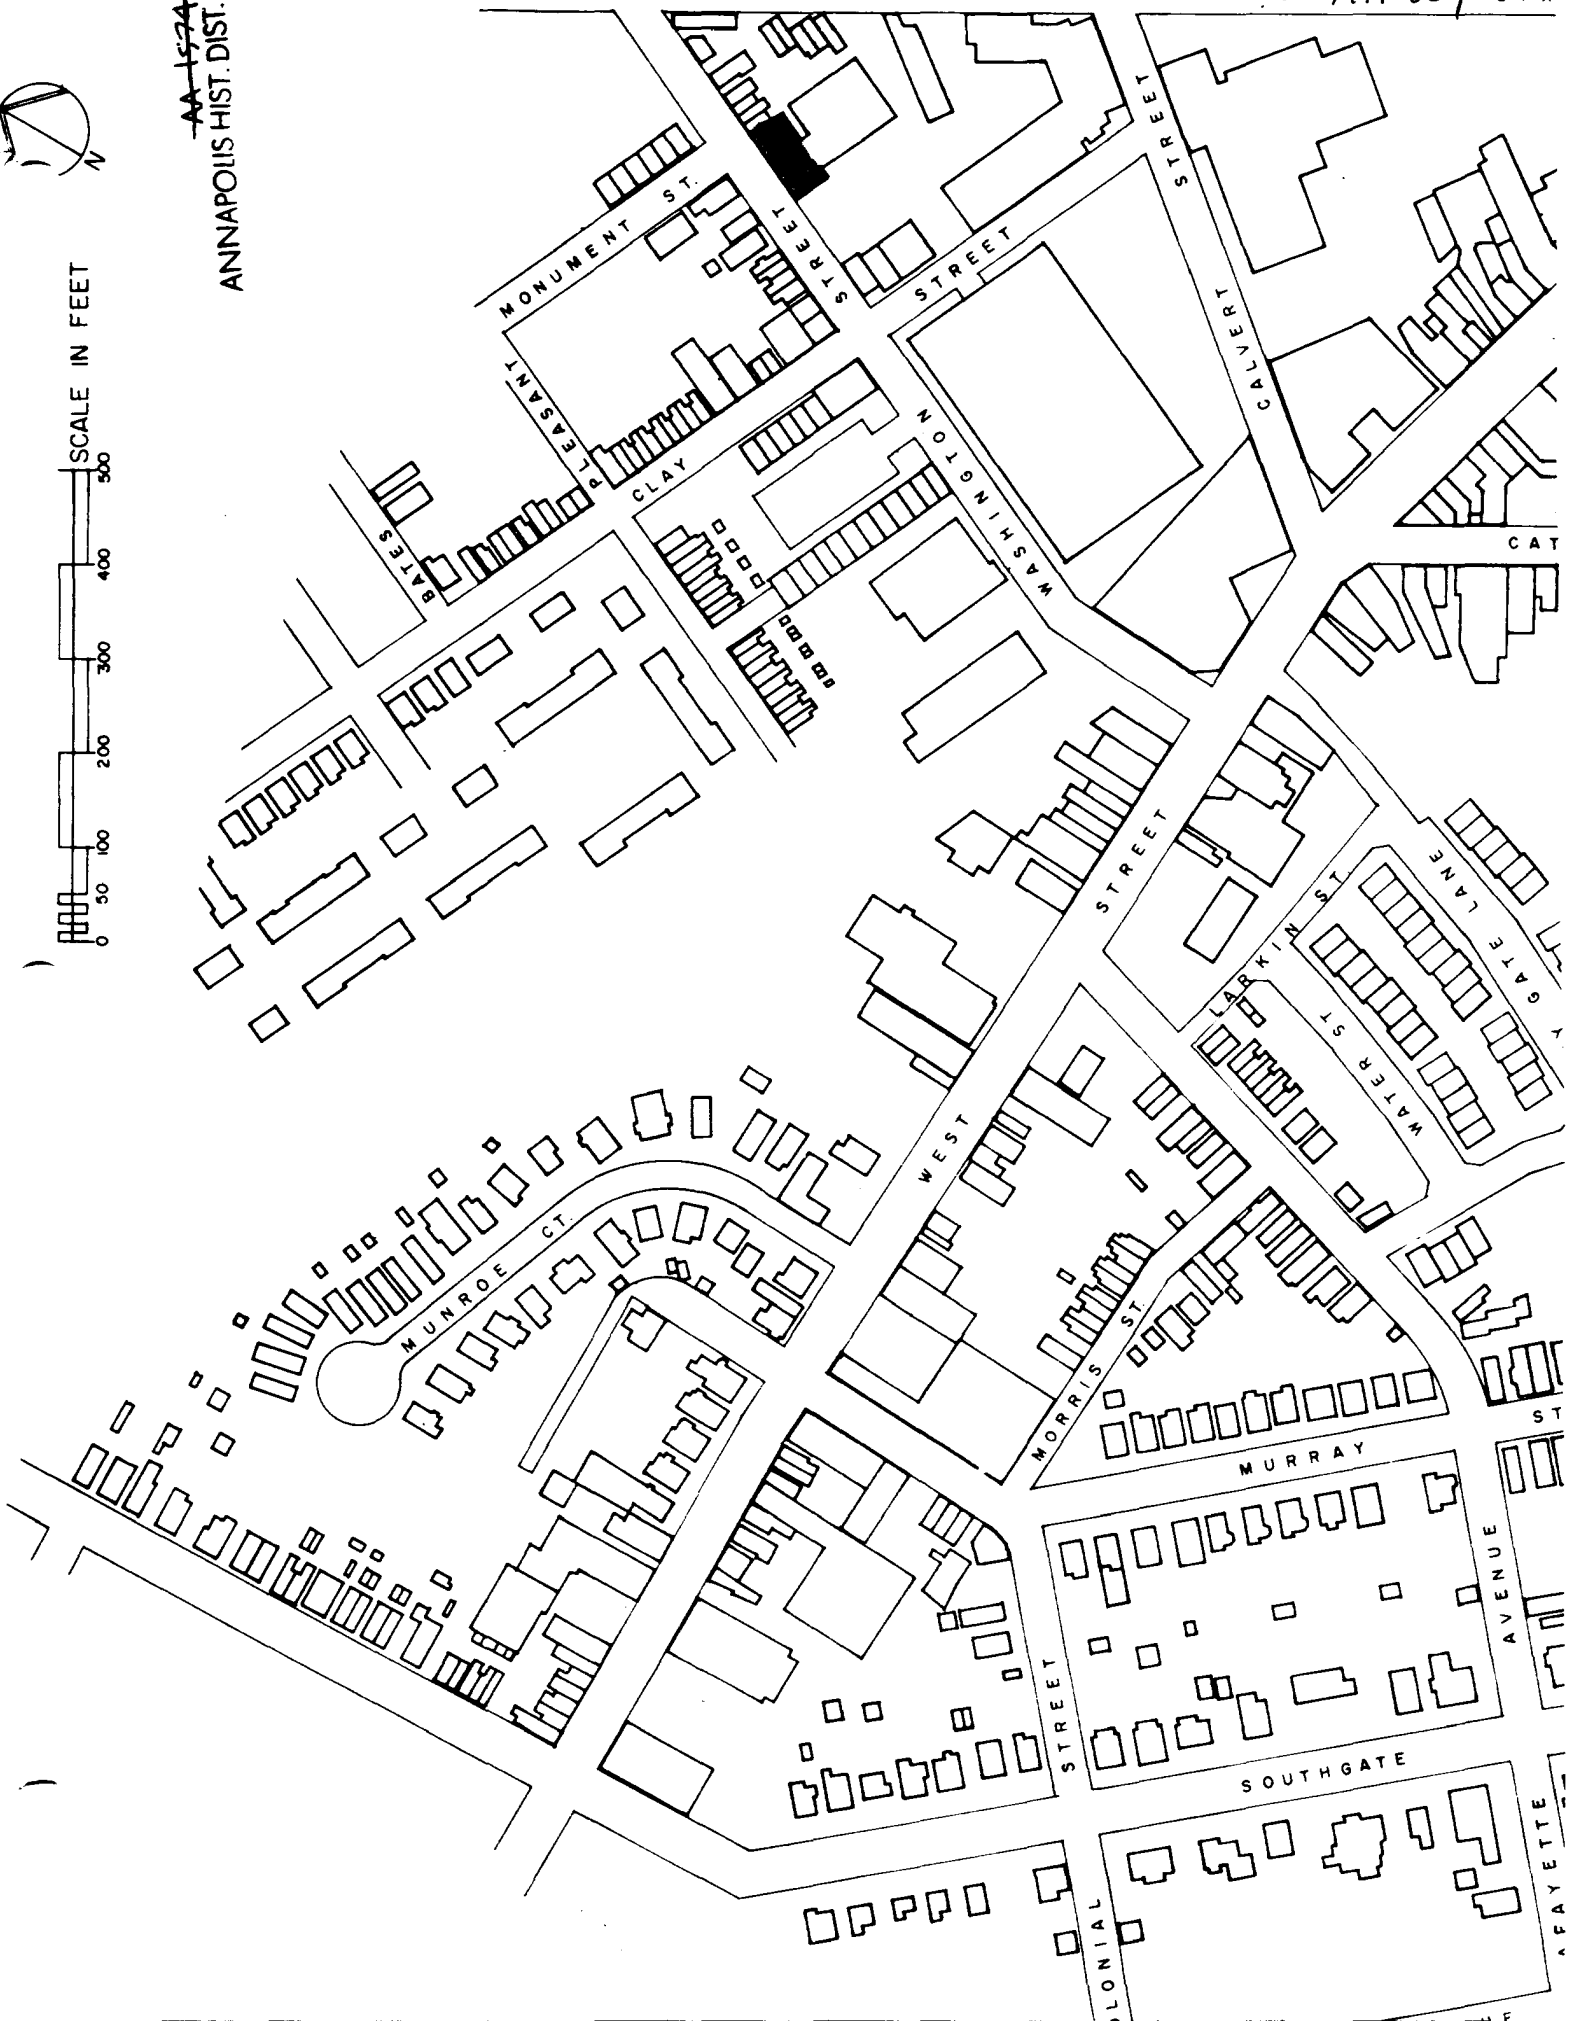 AA 1574
ANNAPOLIS HIST. DIST.
N
SCALE IN FEET
0 50 100 200 300 400 500
MONUMENT ST.
STREET
STREET
STREET
CALVERT
PLEASANT
CLAY
BATES
WASHINGTON
CAT
STREET
WEST
LARKIN ST.
GATE LANE
Y
WATER ST
MUNROE CT.
MORRIS ST.
MURRAY
ST
AVENUE
STREET
SOUTHGATE
AFAYETTE
OLONIAL